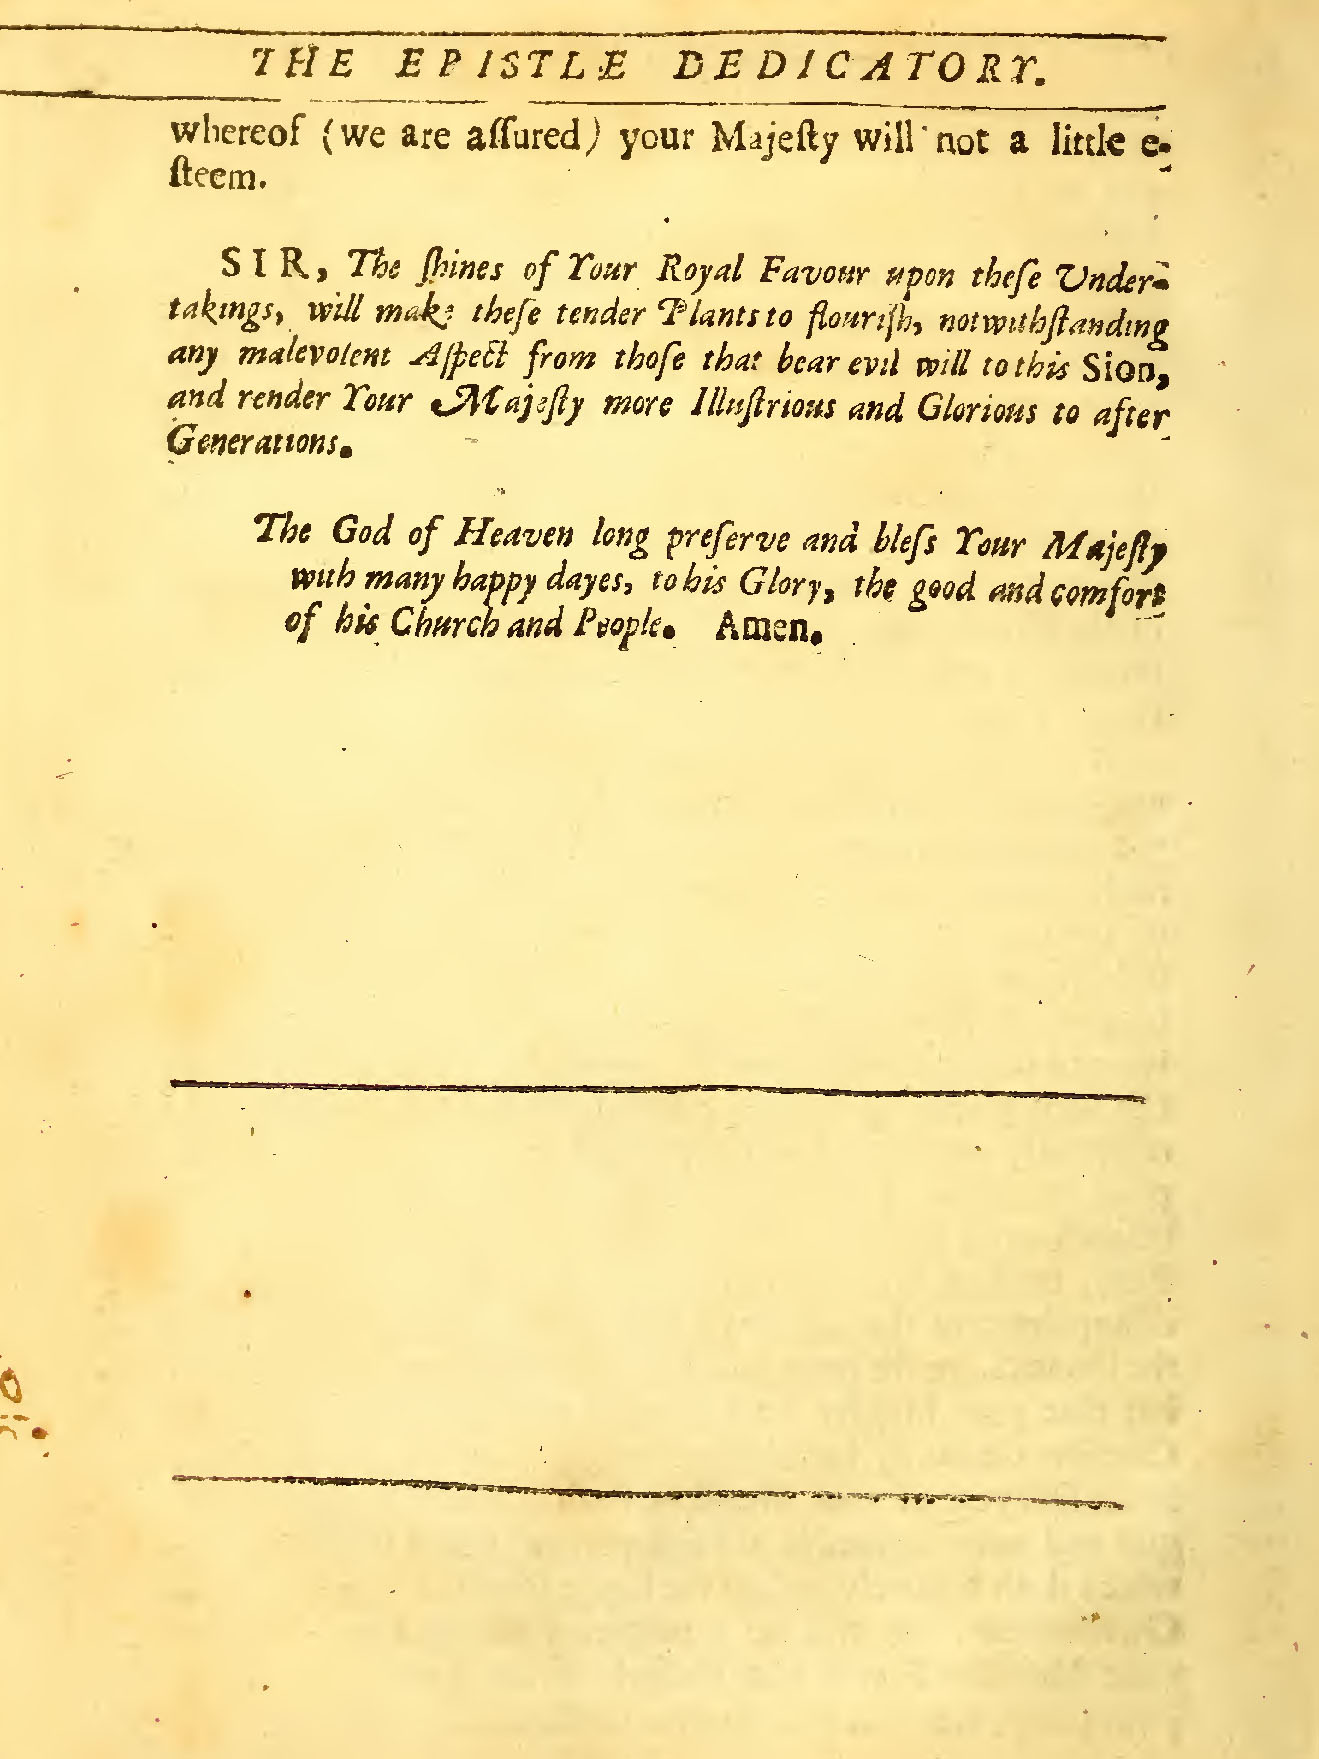 THE EPISTLE DEDICATORY.
whereof (we are aſſured) your Majeſty will not a little e-
ſteem.
SIR, The ſhines of Your Royal Favour upon theſe Under-
takings, will make theſe tender Plants to flouriſh, notwithſtanding
any malevolent Aſpect from thoſe that bear evil will to this Sion,
and render Your Majeſty more Illuſtrious and Glorious to after
Generations.
The God of Heaven long preſerve and bleſs Your Majeſty
with many happy dayes, to his Glory, the good and comfort
of his Church and People. Amen.